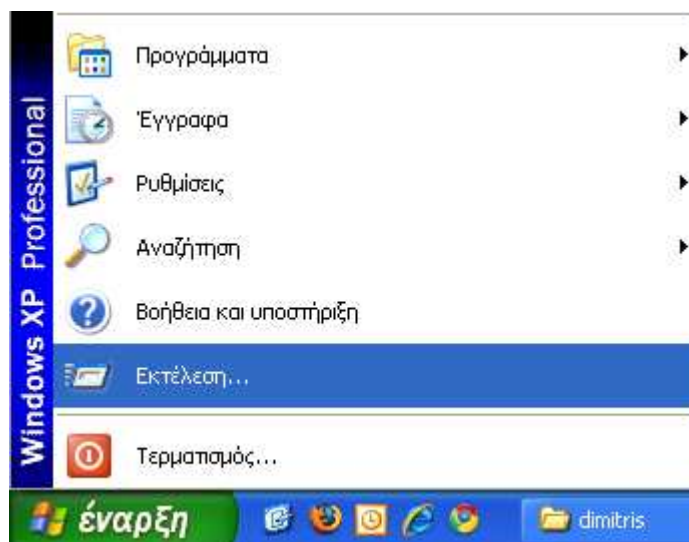 Windows XP Professional
Προγράμματα
Έγγραφα
Ρυθμίσεις
Αναζήτηση
Βοήθεια και υποστήριξη
Εκτέλεση...
Τερματισμός...
έναρξη
dimitris